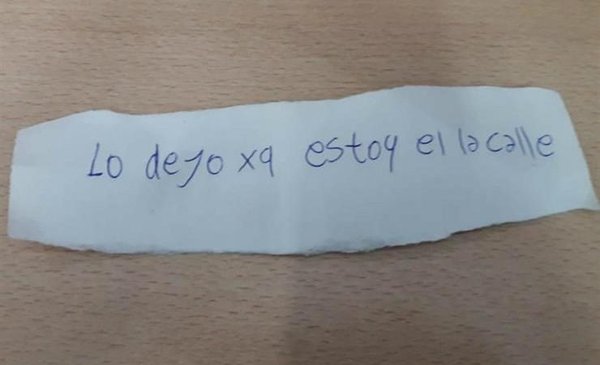 Lo dejo xq estoy el la calle